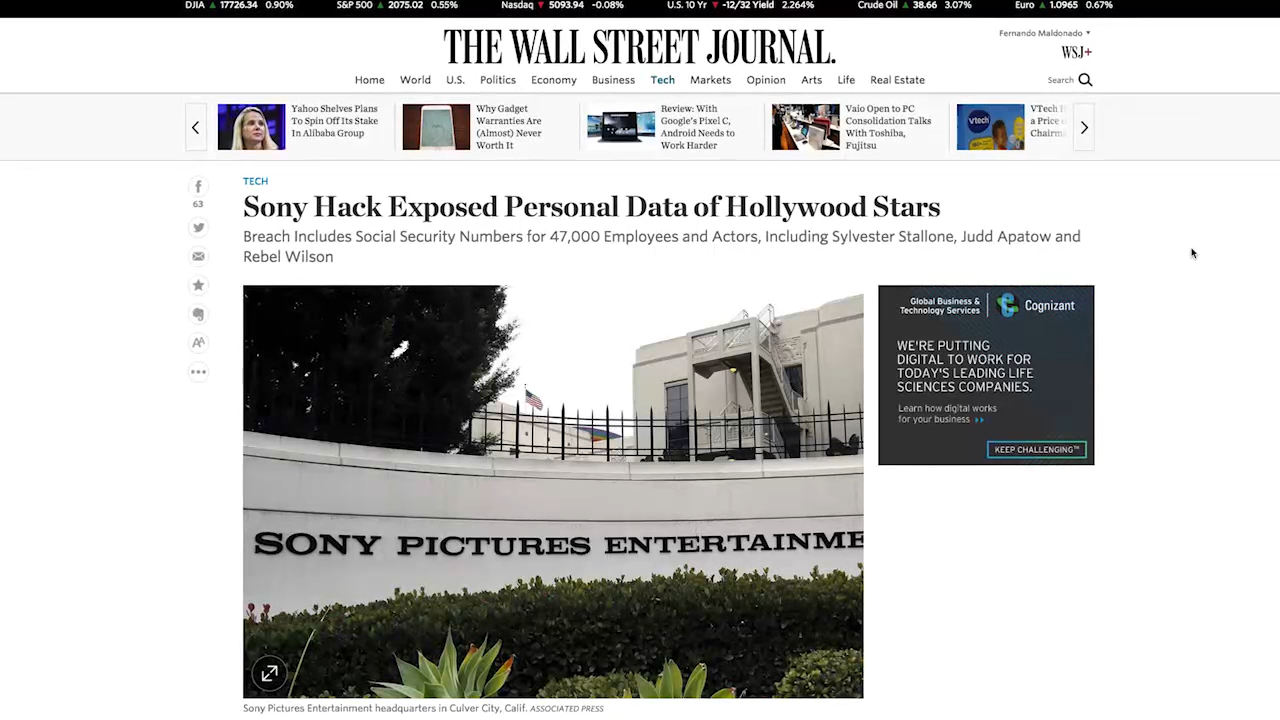 DJIA ▲ 17726.34 0.90% S&P 500 ▲ 2075.02 0.55% Nasdaq ▼ 5093.94 -0.08% U.S. 10 Yr ▼ -12/32 Yield 2.264% Crude Oil ▲ 38.66 3.07% Euro ▲ 1.0965 0.67%
Fernando Maldonado ▾
THE WALL STREET JOURNAL.
WSJ+
Home World U.S. Politics Economy Business Tech Markets Opinion Arts Life Real Estate
Search
Yahoo Shelves Plans
To Spin Off Its Stake
In Alibaba Group
Why Gadget
Warranties Are
(Almost) Never
Worth It
Review: With
Google's Pixel C,
Android Needs to
Work Harder
Vaio Open to PC
Consolidation Talks
With Toshiba,
Fujitsu
vtech
VTech
a Price
Chairma
TECH
63
Sony Hack Exposed Personal Data of Hollywood Stars
Breach Includes Social Security Numbers for 47,000 Employees and Actors, Including Sylvester Stallone, Judd Apatow and
Rebel Wilson
AA
SONY PICTURES ENTERTAINME
Global Business &
Technology Services
Cognizant
WE'RE PUTTING
DIGITAL TO WORK FOR
TODAY'S LEADING LIFE
SCIENCES COMPANIES.
Learn how digital works
for your business
KEEP CHALLENGING™
Sony Pictures Entertainment headquarters in Culver City, Calif. ASSOCIATED PRESS